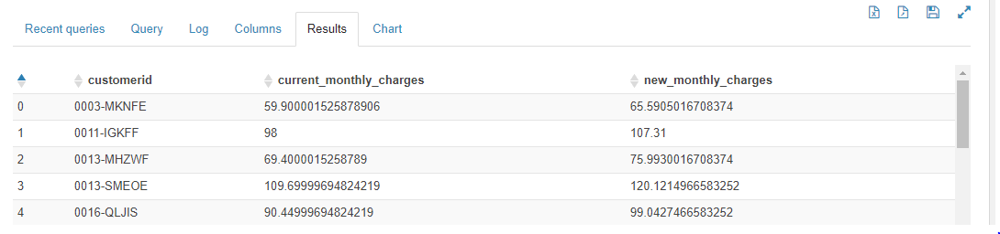 Recent queries Query Log Columns Results Chart
customerid current_monthly_charges new_monthly_charges
0 0003-MKNFE 59.900001525878906 65.5905016708374
1 0011-IGKFF 98 107.31
2 0013-MHZWF 69.4000015258789 75.9930016708374
3 0013-SMEOE 109.69999694824219 120.1214966583252
4 0016-QLJIS 90.44999694824219 99.0427466583252